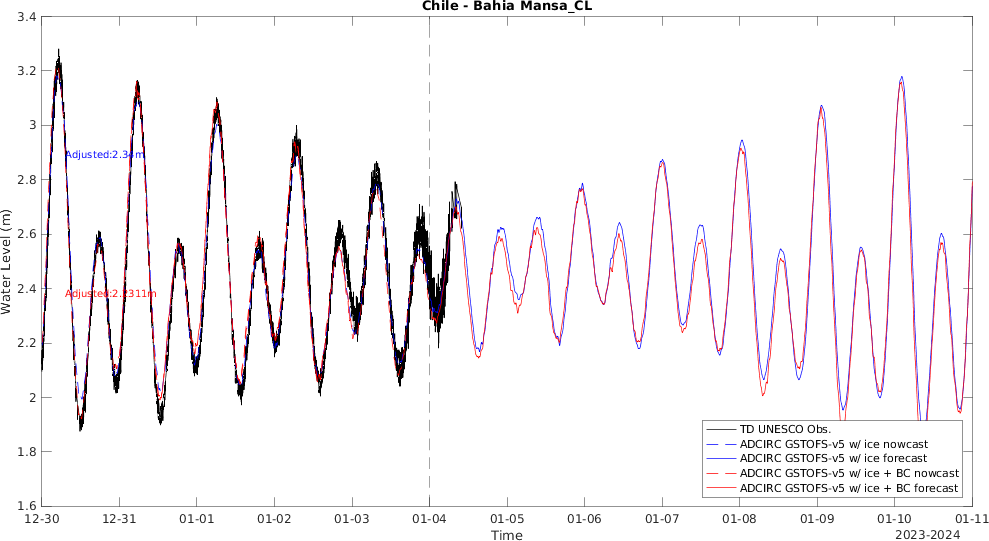 Chile - Bahia Mansa_CL
3.4
3.2
3
2.8
2.6
2.4
2.2
2
1.8
1.6
Water Level (m)
Adjusted:2.34m
Adjusted:2.2311m
TD UNESCO Obs.
ADCIRC GSTOFS-v5 w/ ice nowcast
ADCIRC GSTOFS-v5 w/ ice forecast
ADCIRC GSTOFS-v5 w/ ice + BC nowcast
ADCIRC GSTOFS-v5 w/ ice + BC forecast
12-30 12-31 01-01 01-02 01-03 01-04 01-05 01-06 01-07 01-08 01-09 01-10 01-11
Time
2023-2024